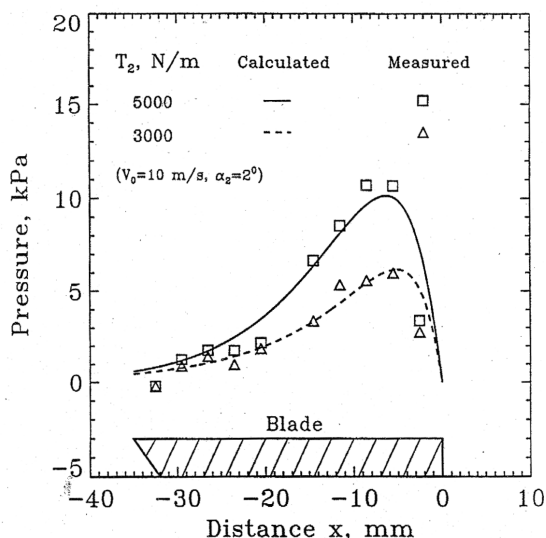 20
15
10
5
0
-5
Pressure, kPa
T₂, N/m Calculated Measured
5000
3000
(V₀=10 m/s, α₂=2⁰)
Blade
-40 -30 -20 -10 0 10
Distance x, mm